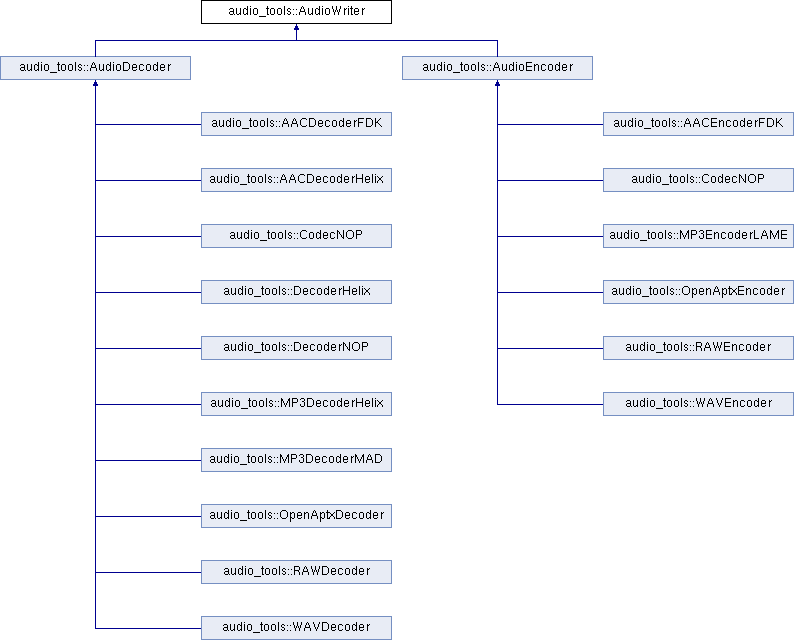 audio_tools::AudioWriter
audio_tools::AudioDecoder
audio_tools::AudioEncoder
audio_tools::AACDecoderFDK
audio_tools::AACEncoderFDK
audio_tools::AACDecoderHelix
audio_tools::CodecNOP
audio_tools::CodecNOP
audio_tools::MP3EncoderLAME
audio_tools::DecoderHelix
audio_tools::OpenAptxEncoder
audio_tools::DecoderNOP
audio_tools::RAWEncoder
audio_tools::MP3DecoderHelix
audio_tools::WAVEncoder
audio_tools::MP3DecoderMAD
audio_tools::OpenAptxDecoder
audio_tools::RAWDecoder
audio_tools::WAVDecoder